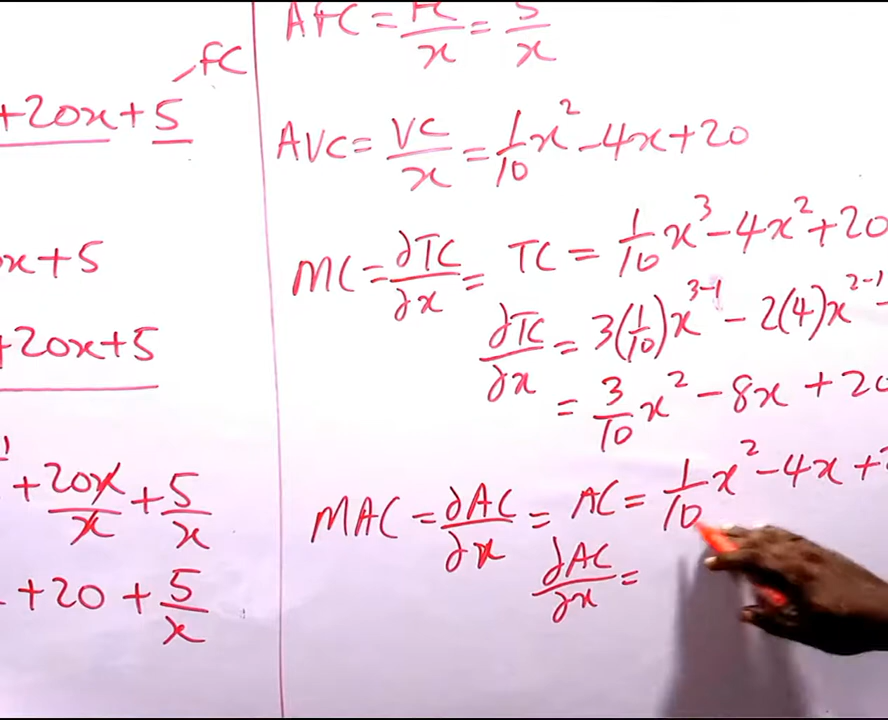 FC
+20x+5
x+5
+20x+5
+20x/x + 5/x
+20 + 5/x
AFC = FC/x = 5/x
AVC = VC/x = 1/10 x² - 4x + 20
MC = ∂TC/∂x = TC = 1/10 x³ - 4x² + 20
∂TC/∂x = 3(1/10)x³⁻¹ - 2(4)x²⁻¹
= 3/10 x² - 8x + 20
MAC = ∂AC/∂x = AC = 1/10 x² - 4x +
∂AC/∂x =